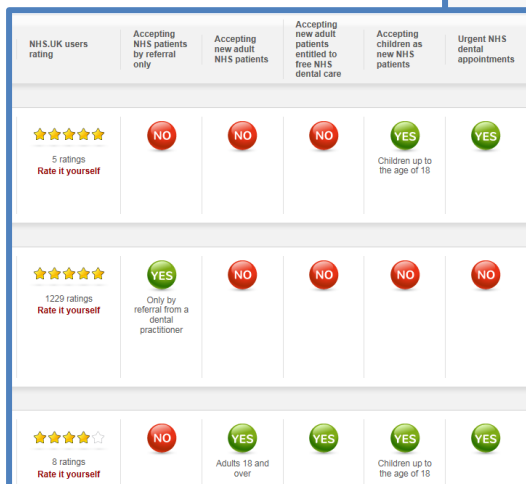 NHS.UK users
rating
Accepting
NHS patients
by referral
only
Accepting
new adult
NHS patients
Accepting
new adult
patients
entitled to
free NHS
dental care
Accepting
children as
new NHS
patients
Urgent NHS
dental
appointments
5 ratings
Rate it yourself
NO
NO
NO
YES
Children up to
the age of 18
YES
1229 ratings
Rate it yourself
YES
Only by
referral from a
dental
practitioner
NO
NO
NO
NO
8 ratings
Rate it yourself
NO
YES
Adults 18 and
over
YES
YES
Children up to
the age of 18
YES